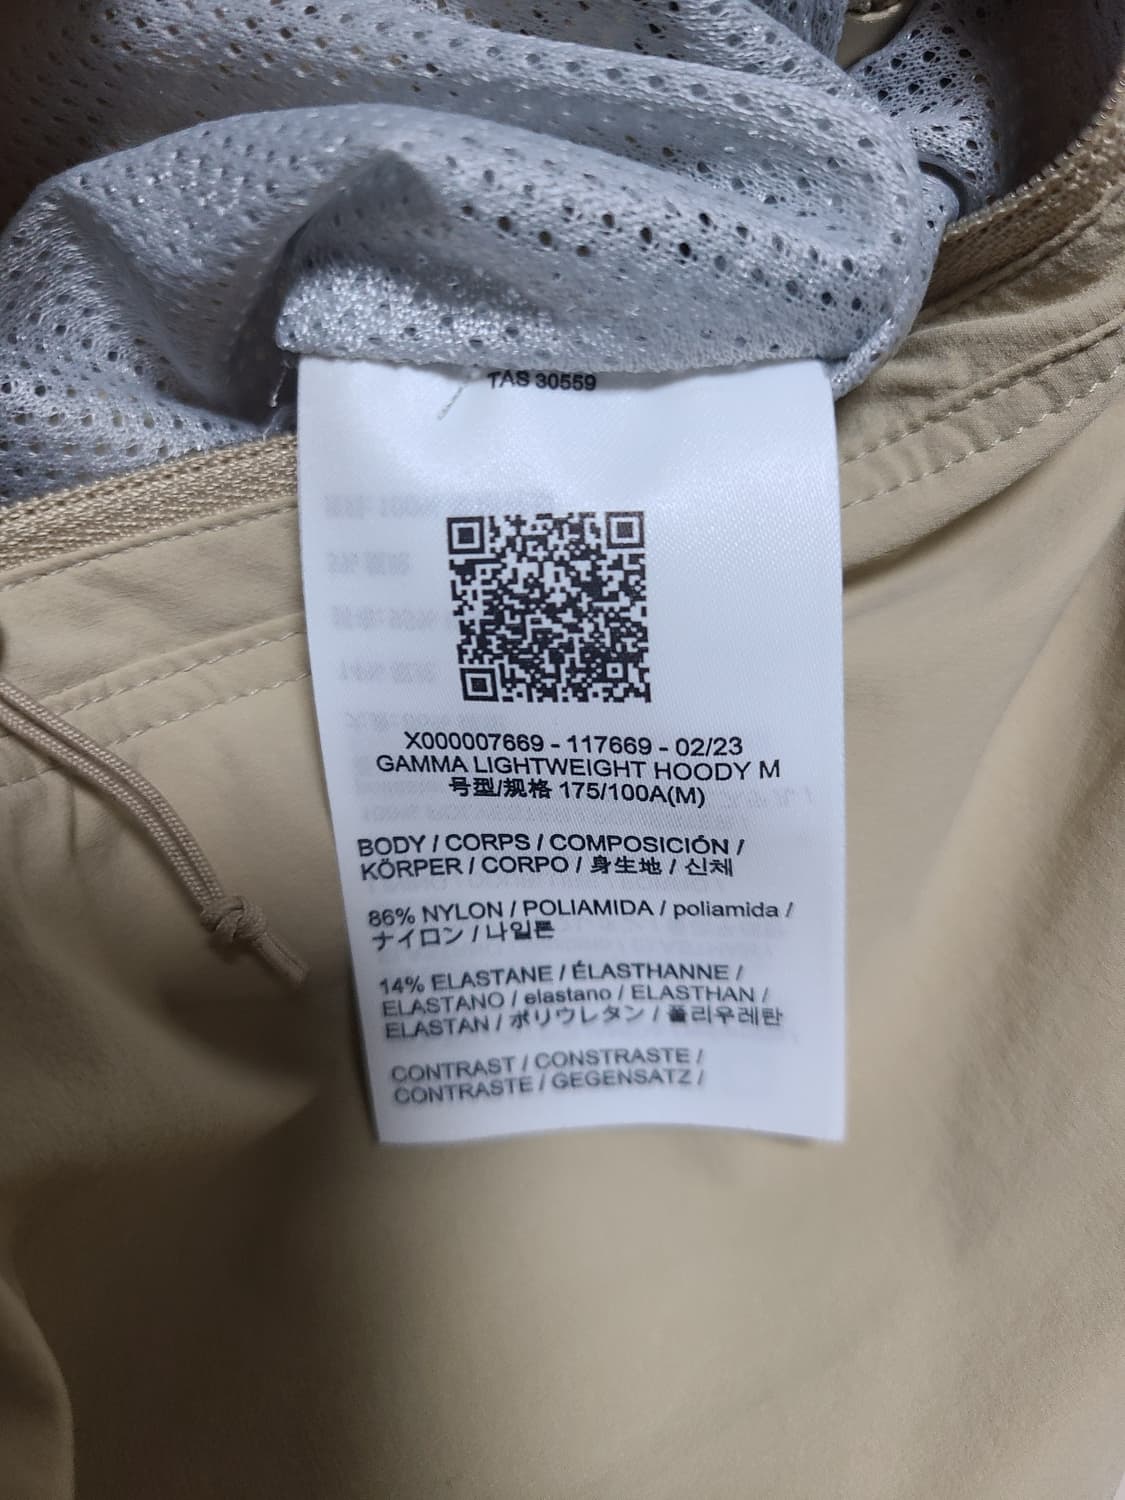 TAS 30559
X000007669 - 117669 - 02/23
GAMMA LIGHTWEIGHT HOODY M
号型/规格 175/100A(M)
BODY / CORPS / COMPOSICIÓN /
KÖRPER / CORPO / 身生地 / 신체
86% NYLON / POLIAMIDA / poliamida /
ナイロン / 나일론
14% ELASTANE / ÉLASTHANNE /
ELASTANO / elastano / ELASTHAN /
ELASTAN / ポリウレタン / 폴리우레탄
CONTRAST / CONSTRASTE /
CONTRASTE / GEGENSATZ /